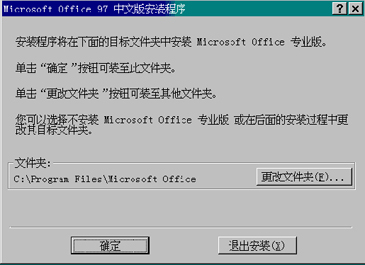 Microsoft Office 97 中文版安装程序
安装程序将在下面的目标文件夹中安装 Microsoft Office 专业版。
单击 “确定 ”按钮可装至此文件夹。
单击 “更改文件夹 ”按钮可装至其他文件夹。
您可以选择不安装 Microsoft Office 专业版 或在后面的安装过程中更
改其目标文件夹。
文件夹:
C:\Program Files\Microsoft Office
更改文件夹(F)...
确定
退出安装(X)